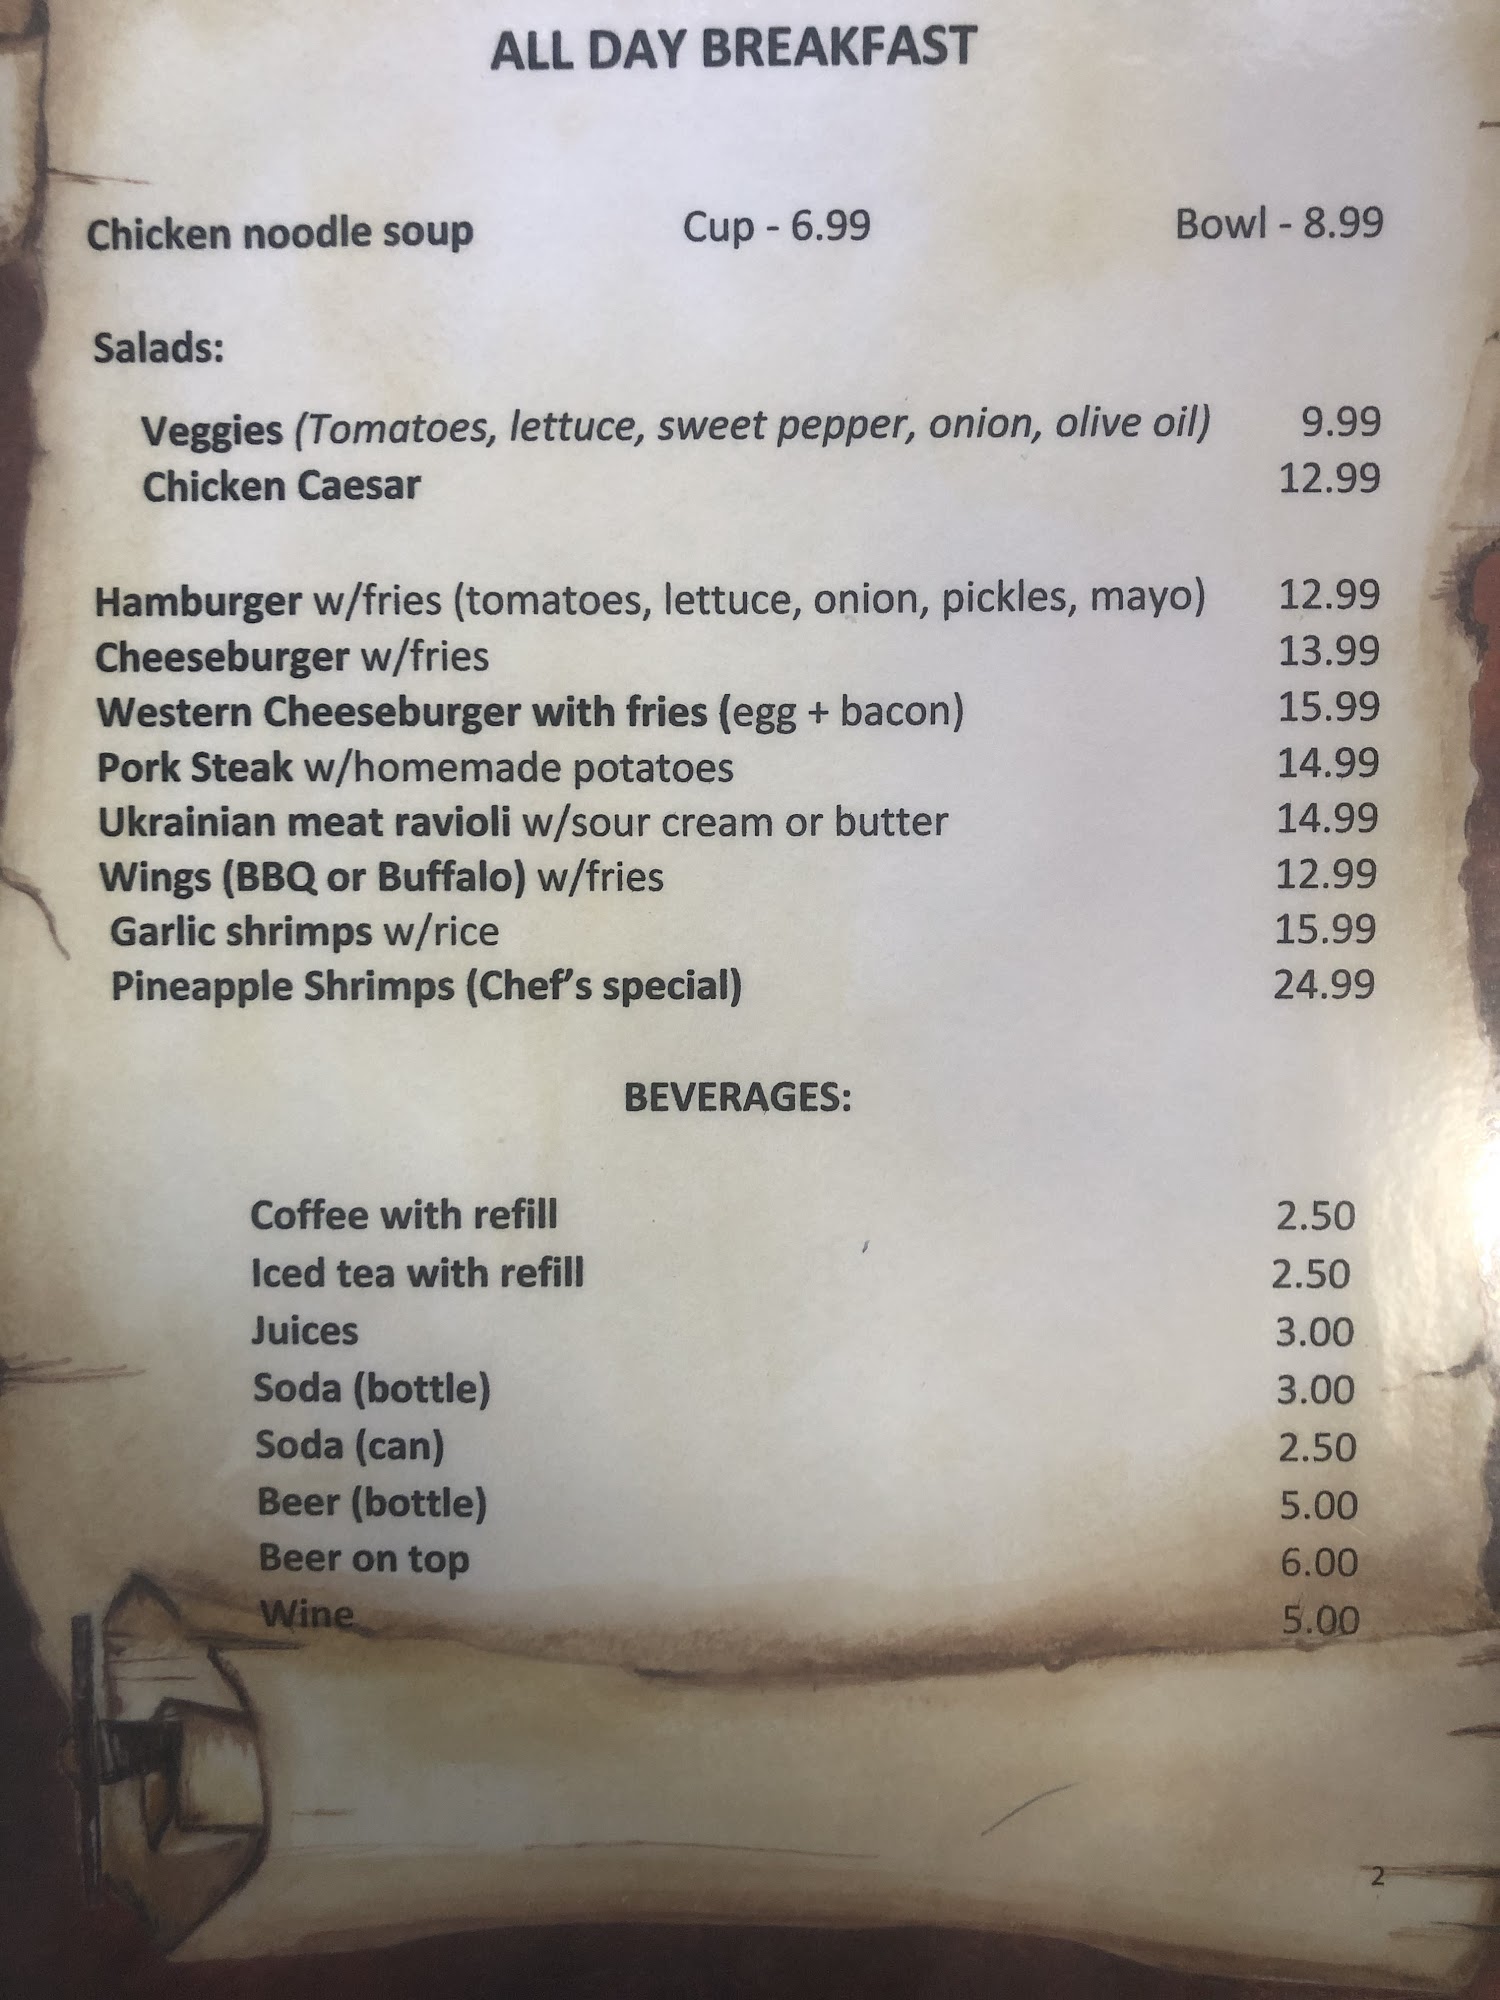 ALL DAY BREAKFAST
Chicken noodle soup Cup - 6.99 Bowl - 8.99
Salads:
Veggies (Tomatoes, lettuce, sweet pepper, onion, olive oil) 9.99
Chicken Caesar 12.99
Hamburger w/fries (tomatoes, lettuce, onion, pickles, mayo) 12.99
Cheeseburger w/fries 13.99
Western Cheeseburger with fries (egg + bacon) 15.99
Pork Steak w/homemade potatoes 14.99
Ukrainian meat ravioli w/sour cream or butter 14.99
Wings (BBQ or Buffalo) w/fries 12.99
Garlic shrimps w/rice 15.99
Pineapple Shrimps (Chef's special) 24.99
BEVERAGES:
Coffee with refill 2.50
Iced tea with refill 2.50
Juices 3.00
Soda (bottle) 3.00
Soda (can) 2.50
Beer (bottle) 5.00
Beer on top 6.00
Wine 5.00
2